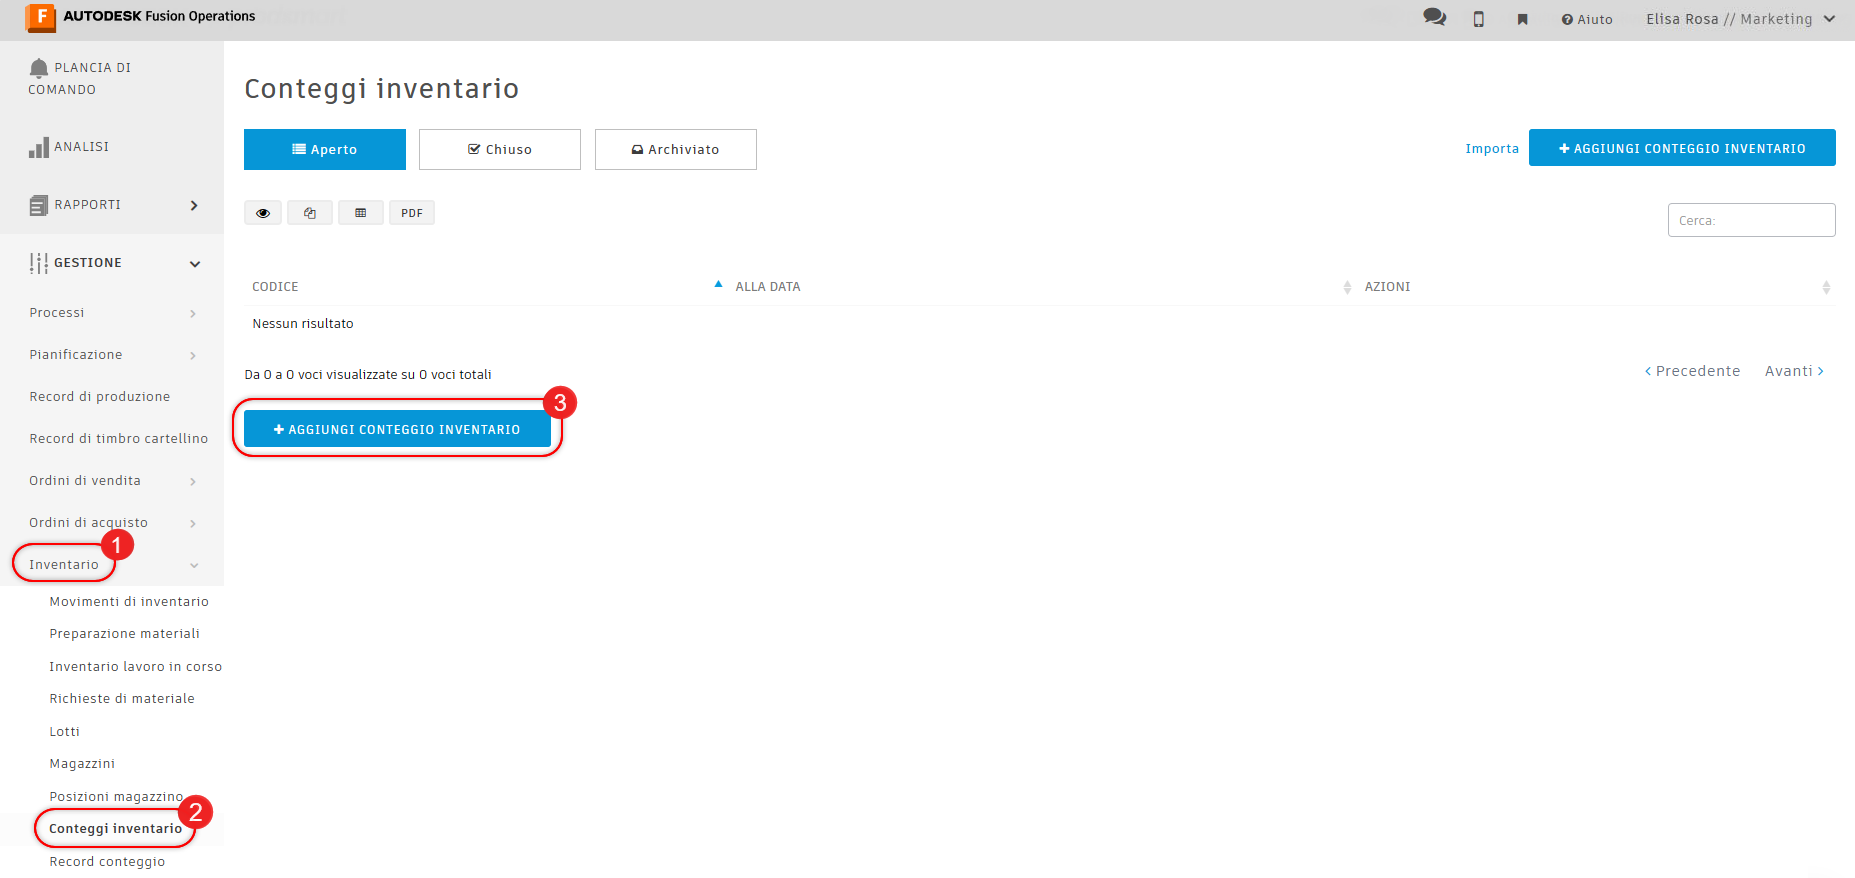 F AUTODESK Fusion Operations
Aiuto
Elisa Rosa // Marketing
PLANCIA DI
COMANDO
ANALISI
RAPPORTI
GESTIONE
Processi
Pianificazione
Record di produzione
Record di timbro cartellino
Ordini di vendita
Ordini di acquisto
1
Inventario
Movimenti di inventario
Preparazione materiali
Inventario lavoro in corso
Richieste di materiale
Lotti
Magazzini
Posizioni magazzino
2
Conteggi inventario
Record conteggio
Conteggi inventario
Aperto
Chiuso
Archiviato
Importa
+ AGGIUNGI CONTEGGIO INVENTARIO
PDF
Cerca:
CODICE
ALLA DATA
AZIONI
Nessun risultato
Da 0 a 0 voci visualizzate su 0 voci totali
< Precedente
Avanti >
3
+ AGGIUNGI CONTEGGIO INVENTARIO